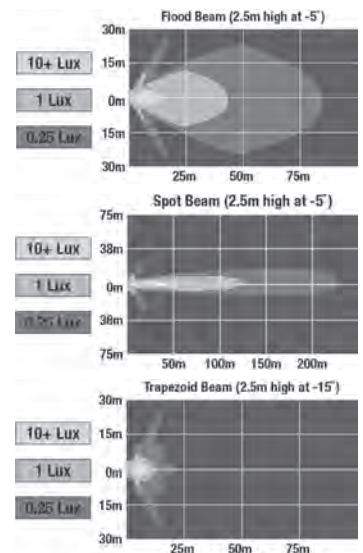 Flood Beam (2.5m high at -5˚)
30m
10+ Lux
15m
1 Lux
0m
0.25 Lux
15m
30m
25m 50m 75m
Spot Beam (2.5m high at -5˚)
75m
10+ Lux
38m
1 Lux
0m
0.25 Lux
38m
75m
50m 100m 150m 200m
Trapezoid Beam (2.5m high at -15˚)
30m
10+ Lux
15m
1 Lux
0m
0.25 Lux
15m
30m
25m 50m 75m